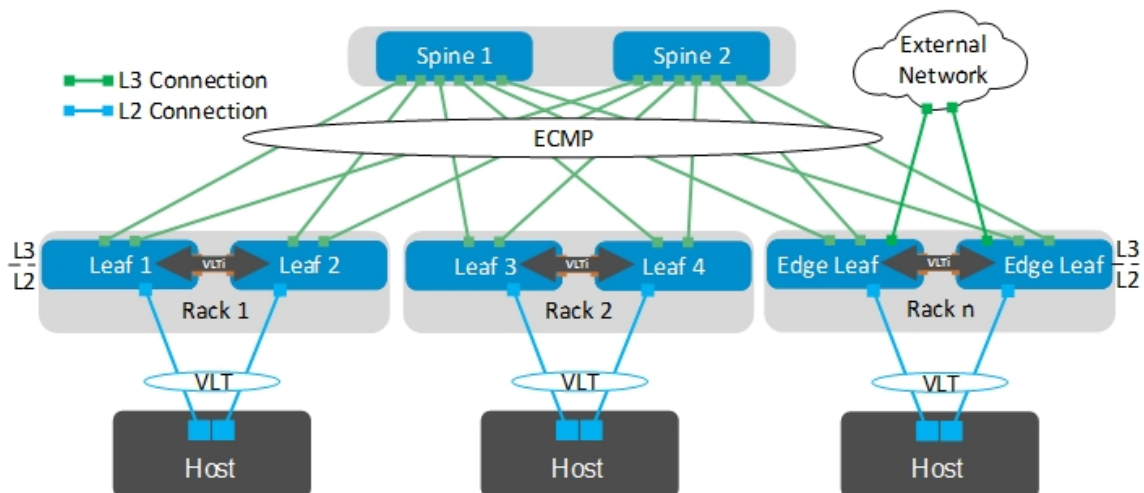 Spine 1
Spine 2
External
Network
L3 Connection
L2 Connection
ECMP
L3
L2
Leaf 1
VLTi
Leaf 2
Rack 1
Leaf 3
VLTi
Leaf 4
Rack 2
Edge Leaf
VLTi
Edge Leaf
Rack n
L3
L2
VLT
VLT
VLT
Host
Host
Host